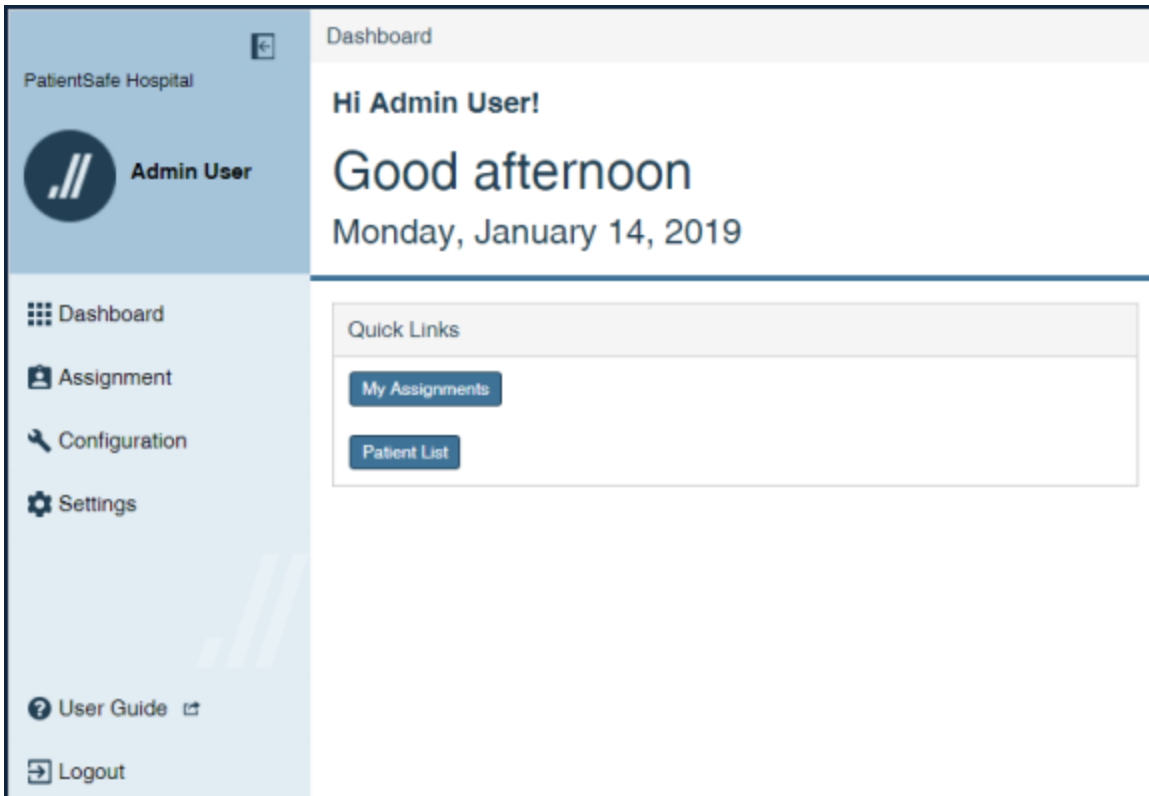 PatientSafe Hospital
Admin User
Dashboard
Assignment
Configuration
Settings
User Guide
Logout
Dashboard
Hi Admin User!
Good afternoon
Monday, January 14, 2019
Quick Links
My Assignments
Patient List